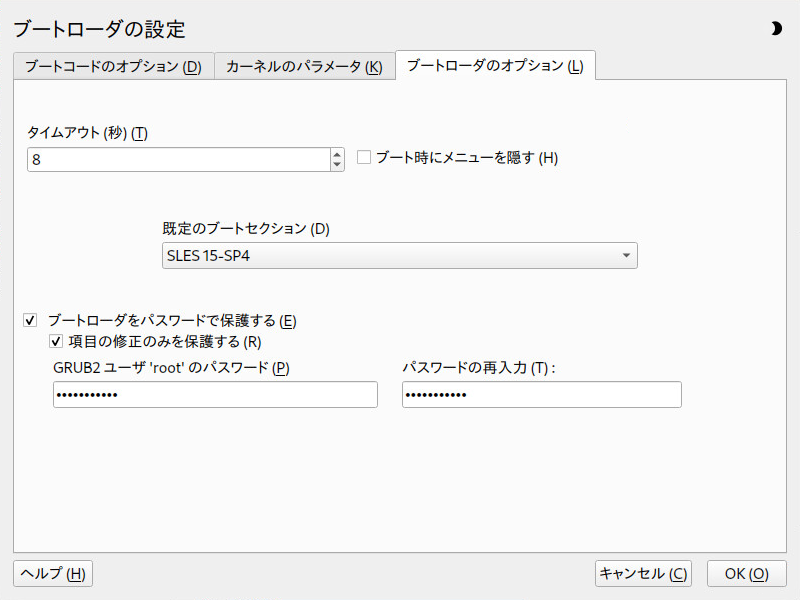 ブートローダの設定
ブートコードのオプション (D) カーネルのパラメータ (K) ブートローダのオプション (L)
タイムアウト (秒) (T)
8 ブート時にメニューを隠す (H)
既定のブートセクション (D)
SLES 15-SP4
ブートローダをパスワードで保護する (E)
項目の修正のみを保護する (R)
GRUB2 ユーザ 'root' のパスワード (P) パスワードの再入力 (T) :
••••••••••• •••••••••••
ヘルプ (H) キャンセル (C) OK (O)